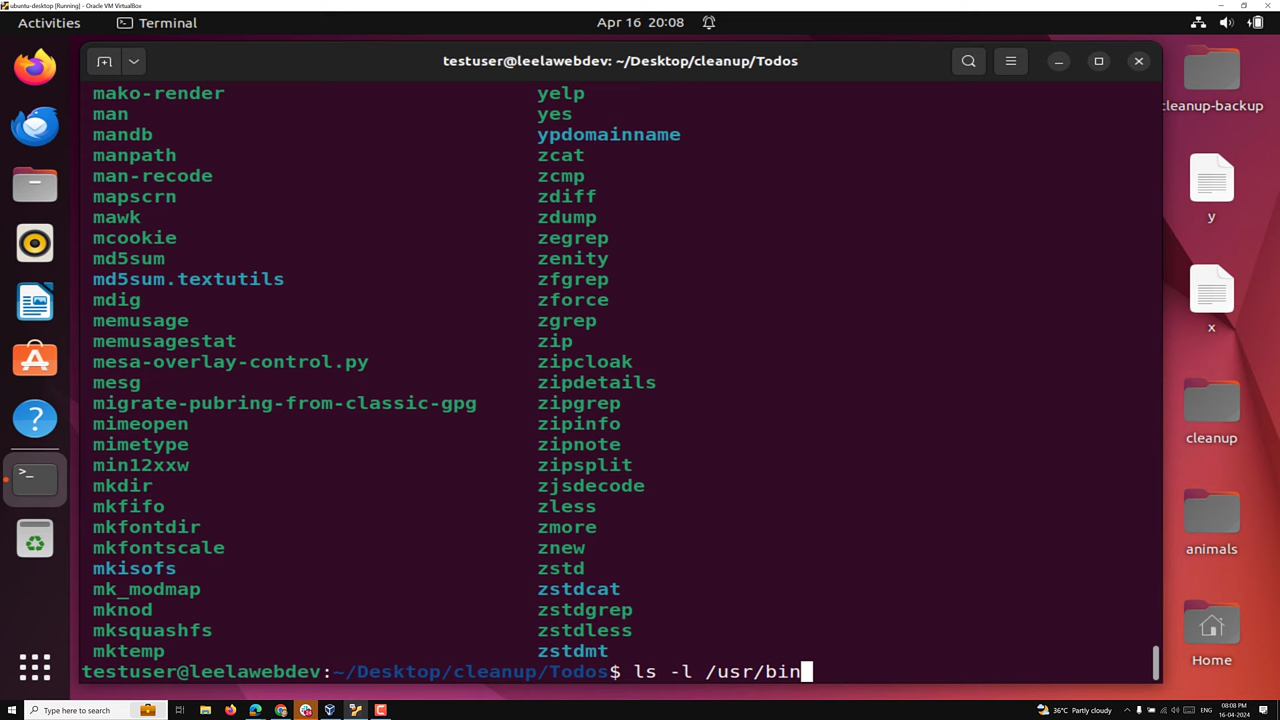 ubuntu-desktop [Running] - Oracle VM VirtualBox
Activities
Terminal
Apr 16 20:08
testuser@leelawebdev: ~/Desktop/cleanup/Todos
mako-render yelp
man yes
mandb ypdomainname
manpath zcat
man-recode zcmp
mapscrn zdiff
mawk zdump
mcookie zegrep
md5sum zenity
md5sum.textutils zfgrep
mdig zforce
memusage zgrep
memusagestat zip
mesa-overlay-control.py zipcloak
mesg zipdetails
migrate-pubring-from-classic-gpg zipgrep
mimeopen zipinfo
mimetype zipnote
min12xxw zipsplit
mkdir zjsdecode
mkfifo zless
mkfontdir zmore
mkfontscale znew
mkisofs zstd
mk_modmap zstdcat
mknod zstdgrep
mksquashfs zstdless
mktemp zstdmt
testuser@leelawebdev:~/Desktop/cleanup/Todos$ ls -l /usr/bin
cleanup-backup
y
x
cleanup
animals
Home
Type here to search
36°C Partly cloudy
ENG
08:08 PM
16-04-2024